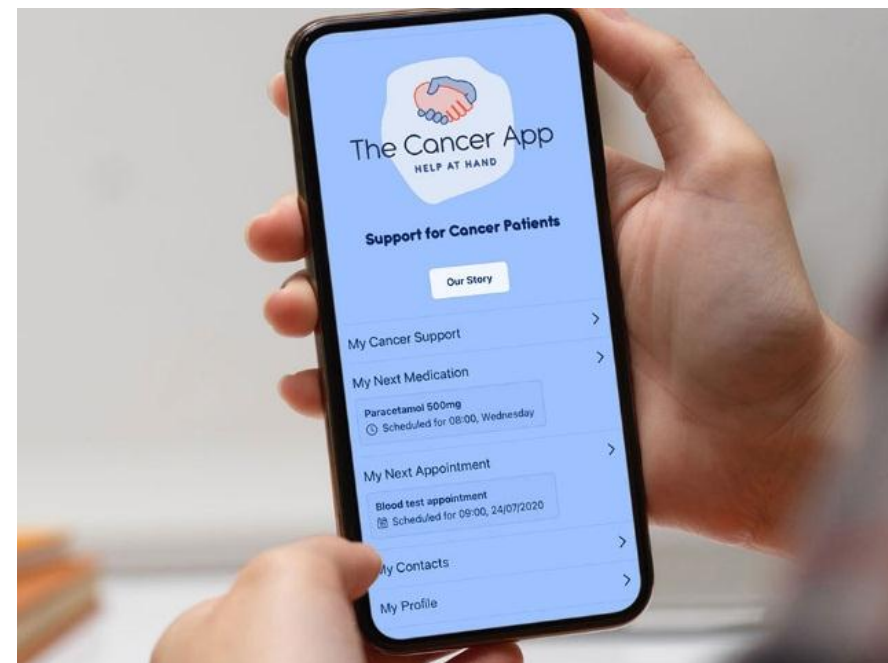 The Cancer App
HELP AT HAND
Support for Cancer Patients
Our Story
My Cancer Support
My Next Medication
Paracetamol 500mg
Scheduled for 08:00, Wednesday
My Next Appointment
Blood test appointment
Scheduled for 09:00, 24/07/2020
My Contacts
My Profile